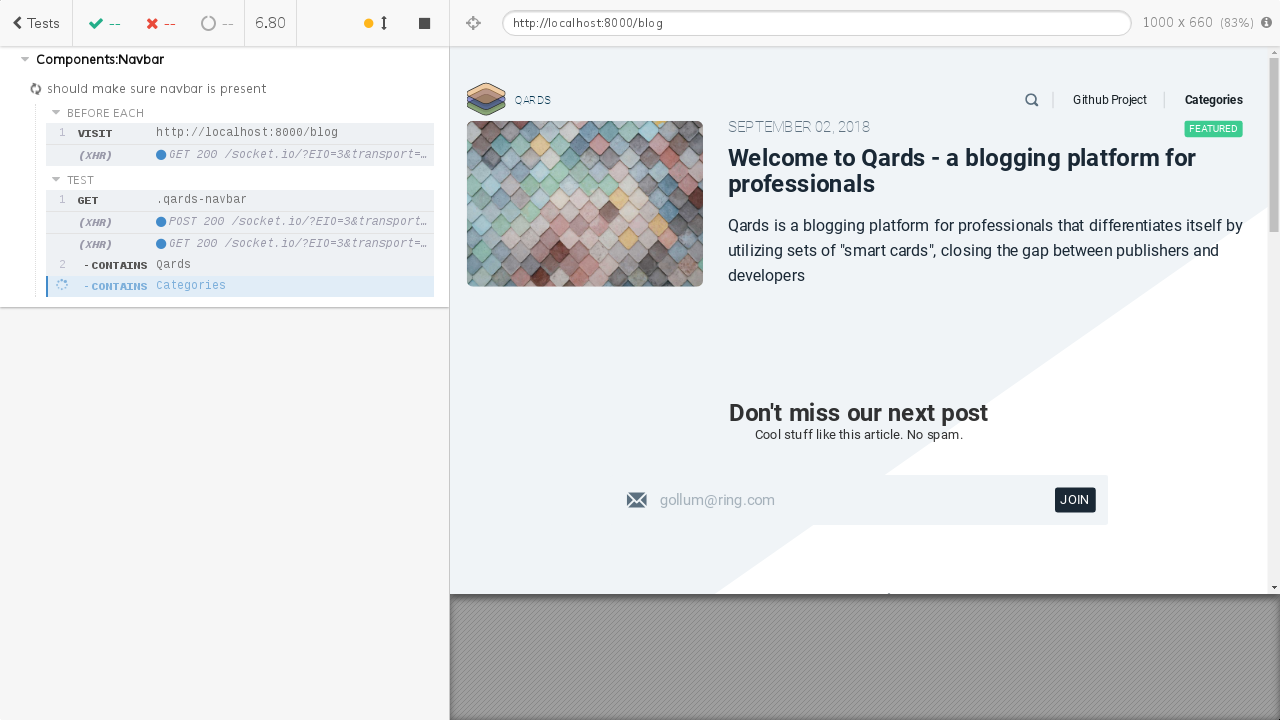 Tests
--
--
--
6.80
http://localhost:8000/blog
1000 x 660 (83%)
Components:Navbar
should make sure navbar is present
BEFORE EACH
1 VISIT http://localhost:8000/blog
(XHR) GET 200 /socket.io/?EIO=3&transport=…
TEST
1 GET .qards-navbar
(XHR) POST 200 /socket.io/?EIO=3&transport…
(XHR) GET 200 /socket.io/?EIO=3&transport=…
2 -CONTAINS Qards
-CONTAINS Categories
QARDS
Github Project
Categories
SEPTEMBER 02, 2018
FEATURED
Welcome to Qards - a blogging platform for
professionals
Qards is a blogging platform for professionals that differentiates itself by
utilizing sets of "smart cards", closing the gap between publishers and
developers
Don't miss our next post
Cool stuff like this article. No spam.
gollum@ring.com
JOIN